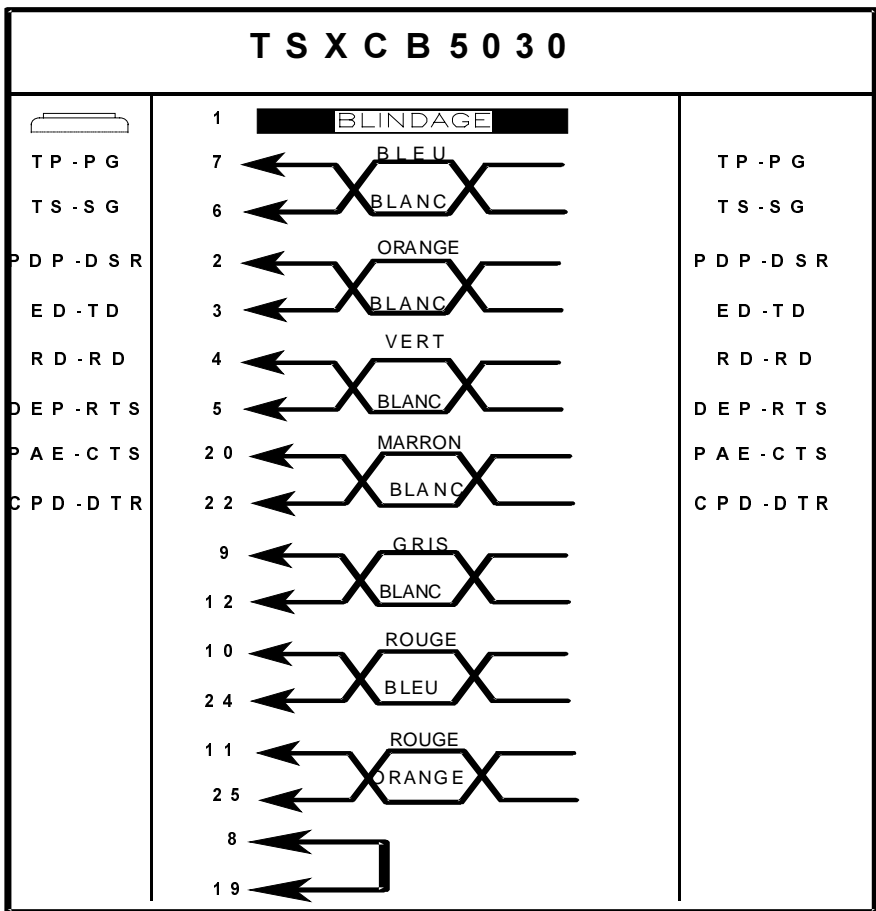 TSXCB5030
1 BLINDAGE
TP-PG 7 BLEU TP-PG
TS-SG 6 BLANC TS-SG
PDP-DSR 2 ORANGE PDP-DSR
ED-TD 3 BLANC ED-TD
RD-RD 4 VERT RD-RD
DEP-RTS 5 BLANC DEP-RTS
PAE-CTS 20 MARRON PAE-CTS
CPD-DTR 22 BLANC CPD-DTR
9 GRIS
12 BLANC
10 ROUGE
24 BLEU
11 ROUGE
25 ORANGE
8
19